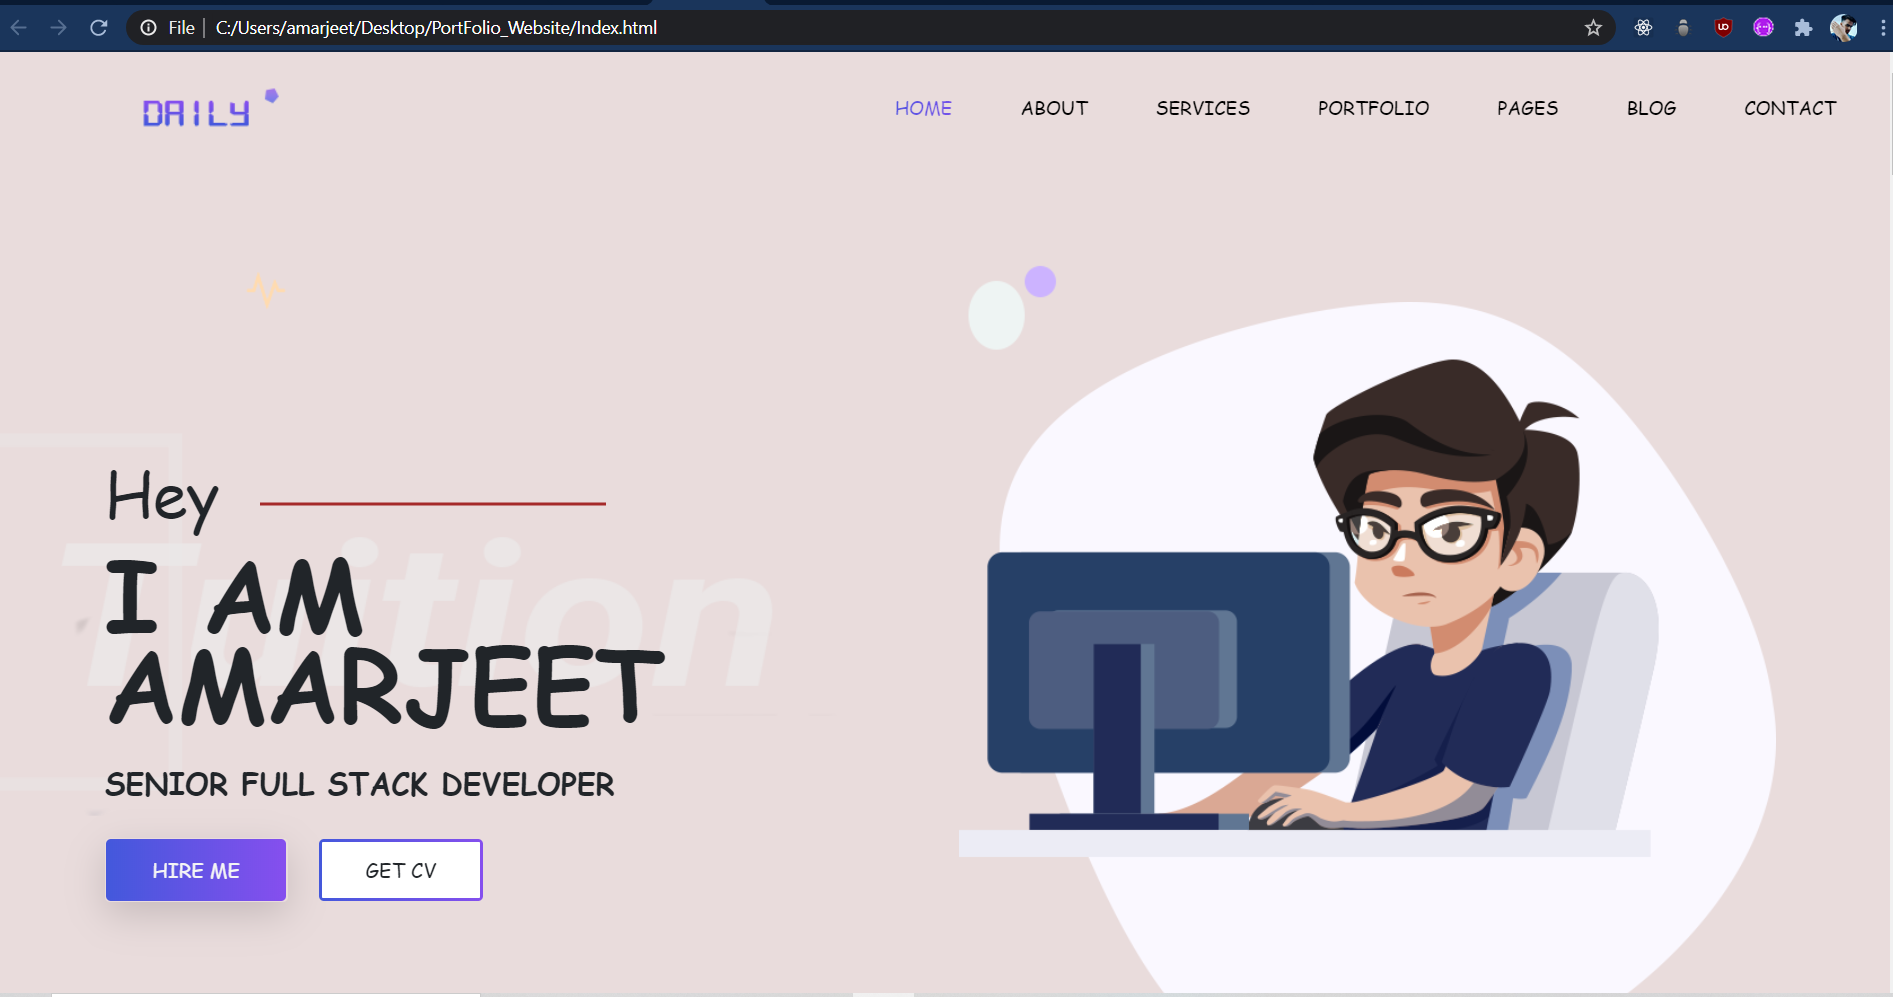 File C:/Users/amarjeet/Desktop/PortFolio_Website/Index.html
DAILY
HOME ABOUT SERVICES PORTFOLIO PAGES BLOG CONTACT
Hey
Tuition
I AM
AMARJEET
SENIOR FULL STACK DEVELOPER
HIRE ME GET CV